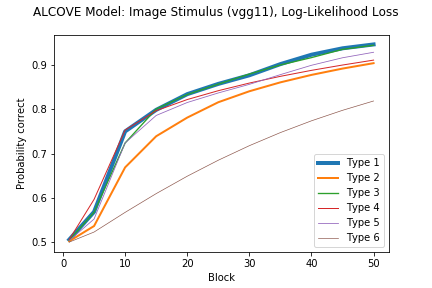 ALCOVE Model: Image Stimulus (vgg11), Log-Likelihood Loss
Probability correct
0.9
0.8
0.7
0.6
0.5
0
10
20
30
40
50
Block
Type 1
Type 2
Type 3
Type 4
Type 5
Type 6